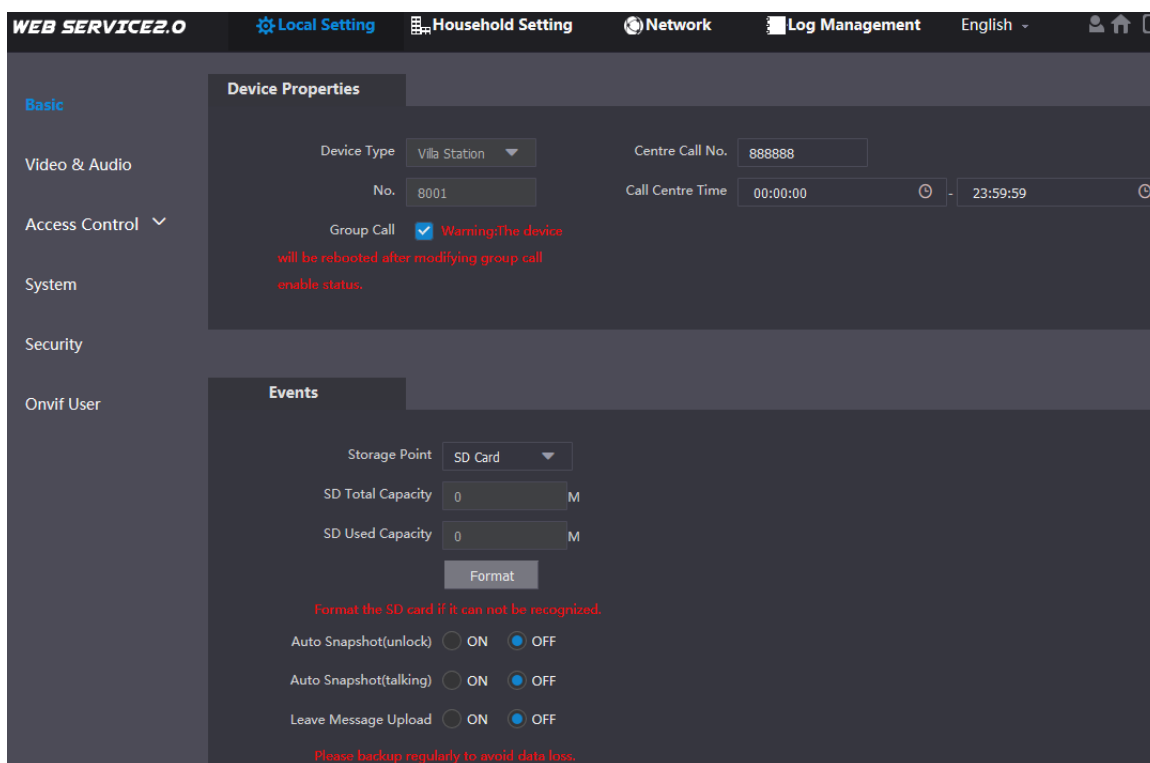 WEB SERVICE2.0 Local Setting Household Setting Network Log Management English
Basic
Video & Audio
Access Control
System
Security
Onvif User
Device Properties
Device Type Villa Station Centre Call No. 888888
No. 8001 Call Centre Time 00:00:00 - 23:59:59
Group Call Warning:The device
will be rebooted after modifying group call
enable status.
Events
Storage Point SD Card
SD Total Capacity 0 M
SD Used Capacity 0 M
Format
Format the SD card if it can not be recognized.
Auto Snapshot(unlock) ON OFF
Auto Snapshot(talking) ON OFF
Leave Message Upload ON OFF
Please backup regularly to avoid data loss.